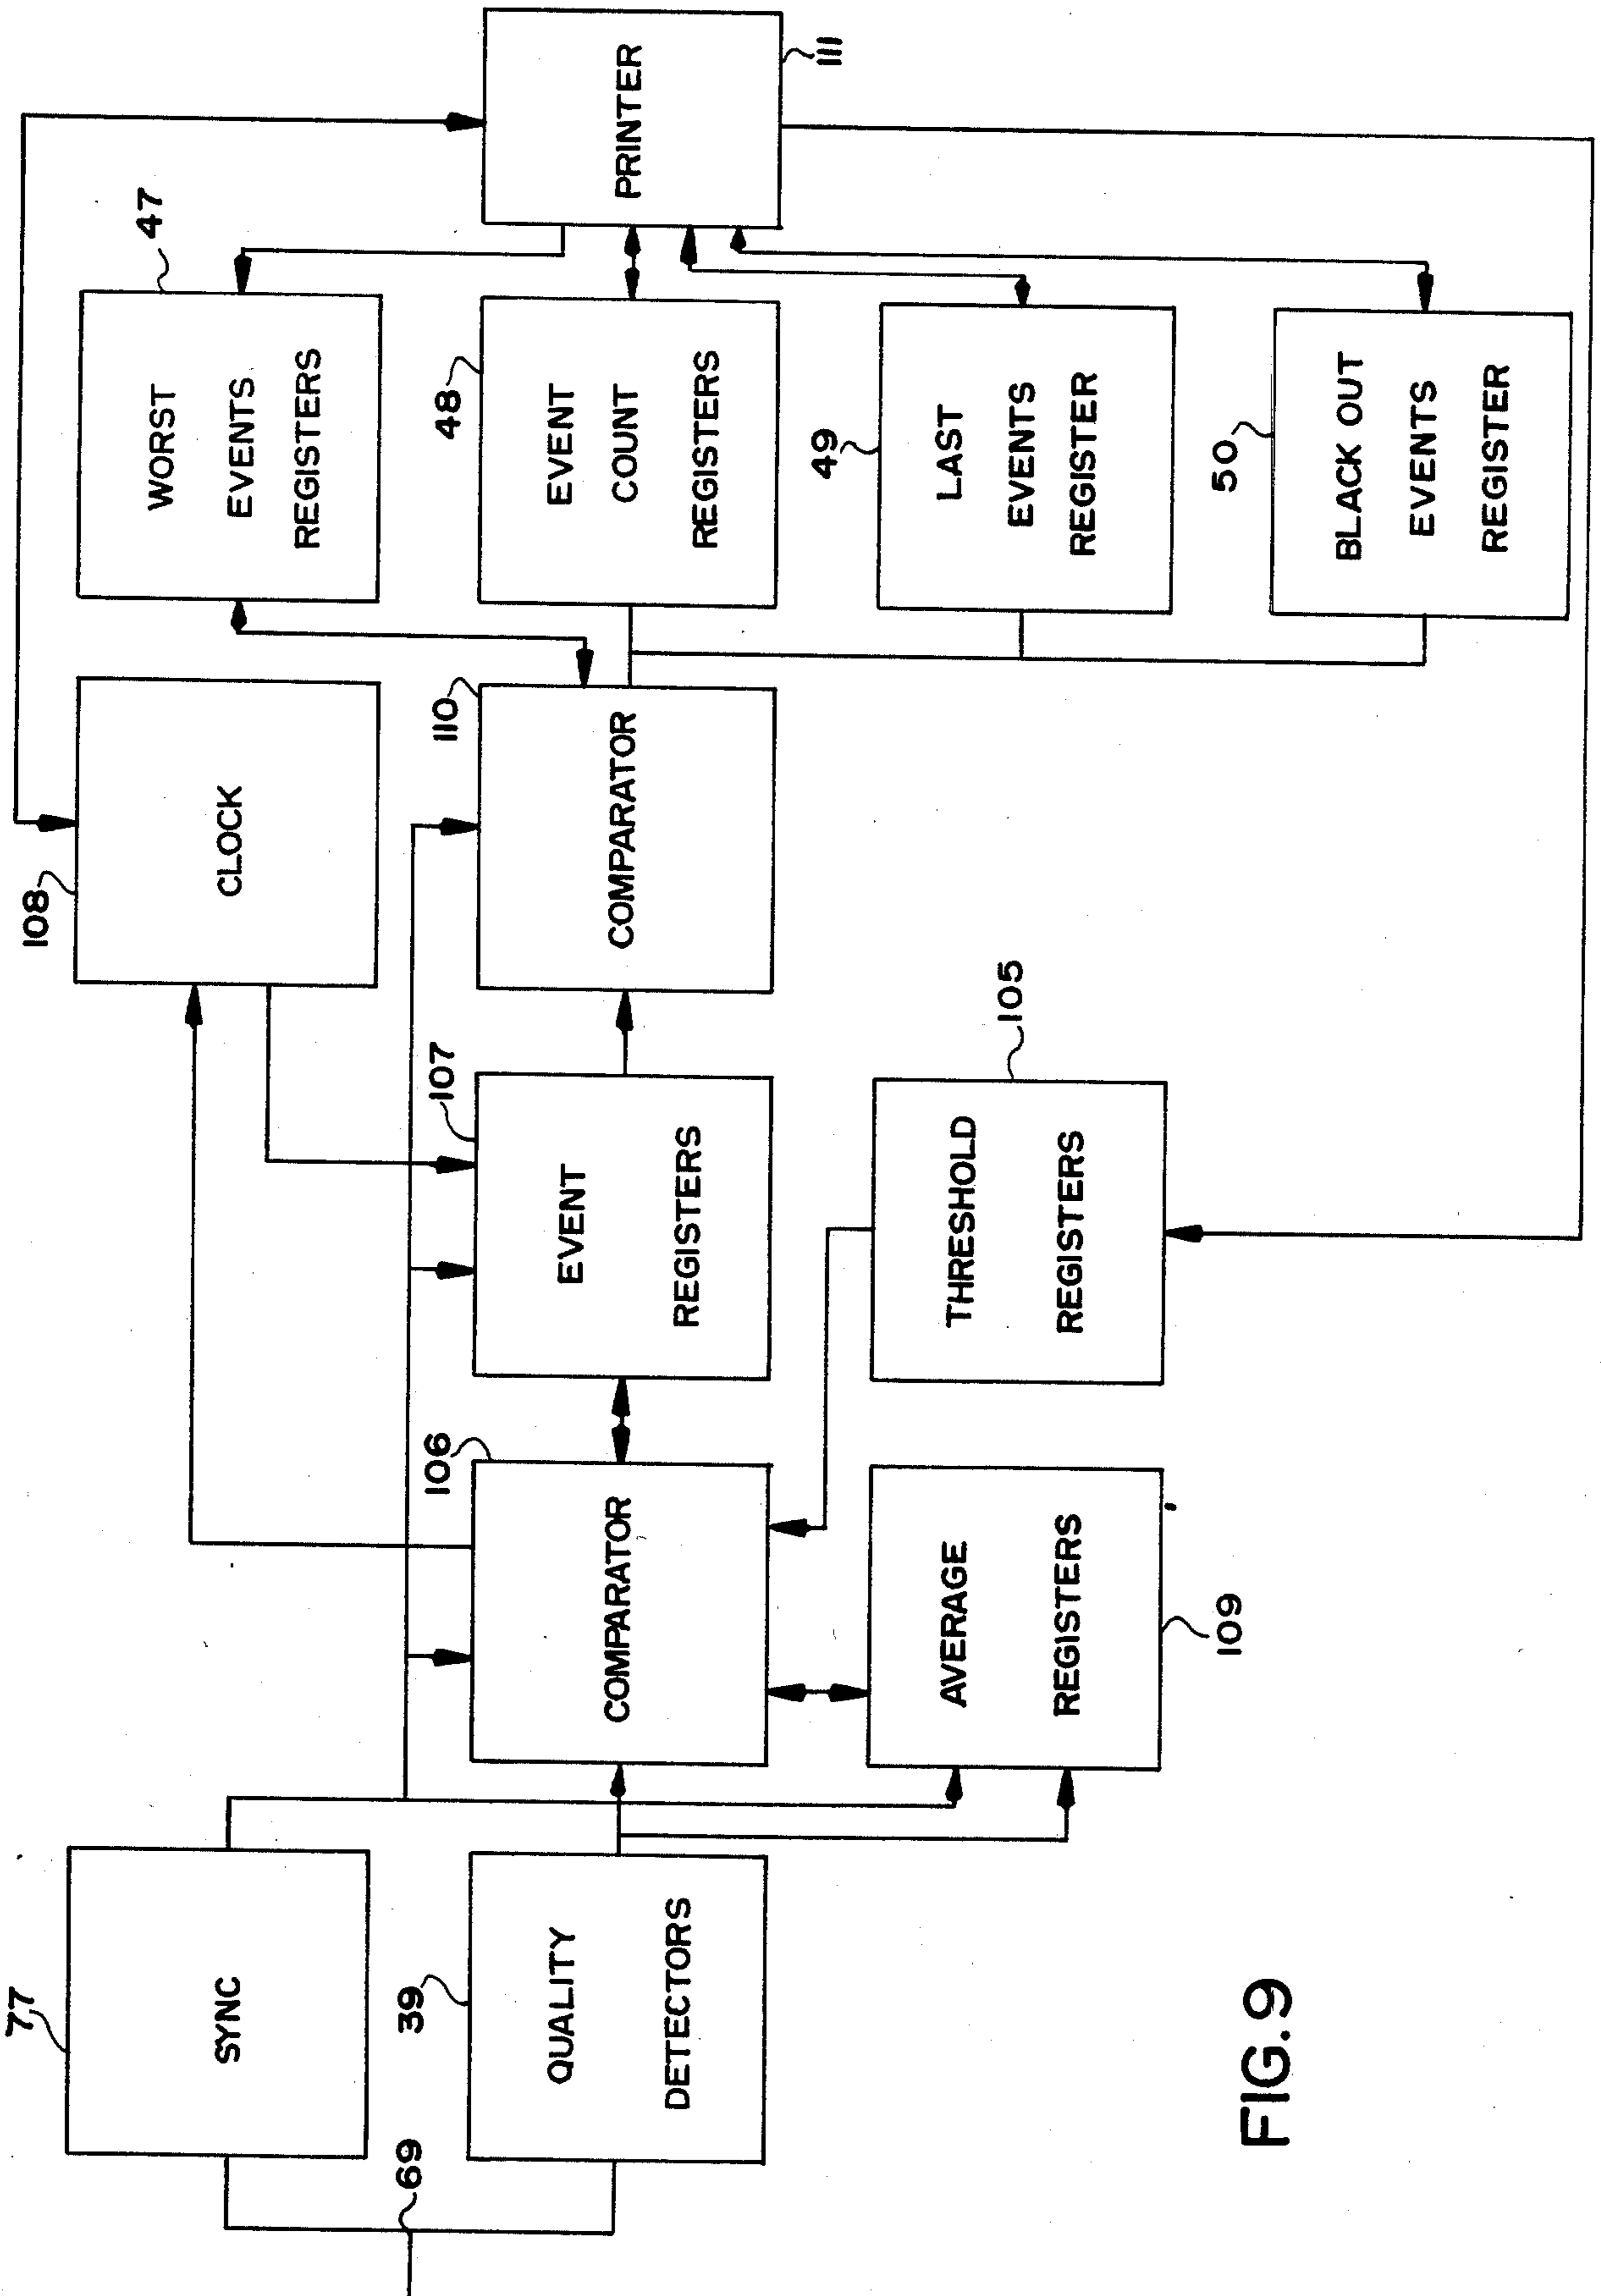 77
SYNC
69
39
QUALITY
DETECTORS
106
COMPARATOR
AVERAGE
REGISTERS
109
107
EVENT
REGISTERS
THRESHOLD
REGISTERS
105
108
CLOCK
110
COMPARATOR
47
WORST
EVENTS
REGISTERS
48
EVENT
COUNT
REGISTERS
49
LAST
EVENTS
REGISTER
50
BLACK OUT
EVENTS
REGISTER
PRINTER
111
FIG. 9